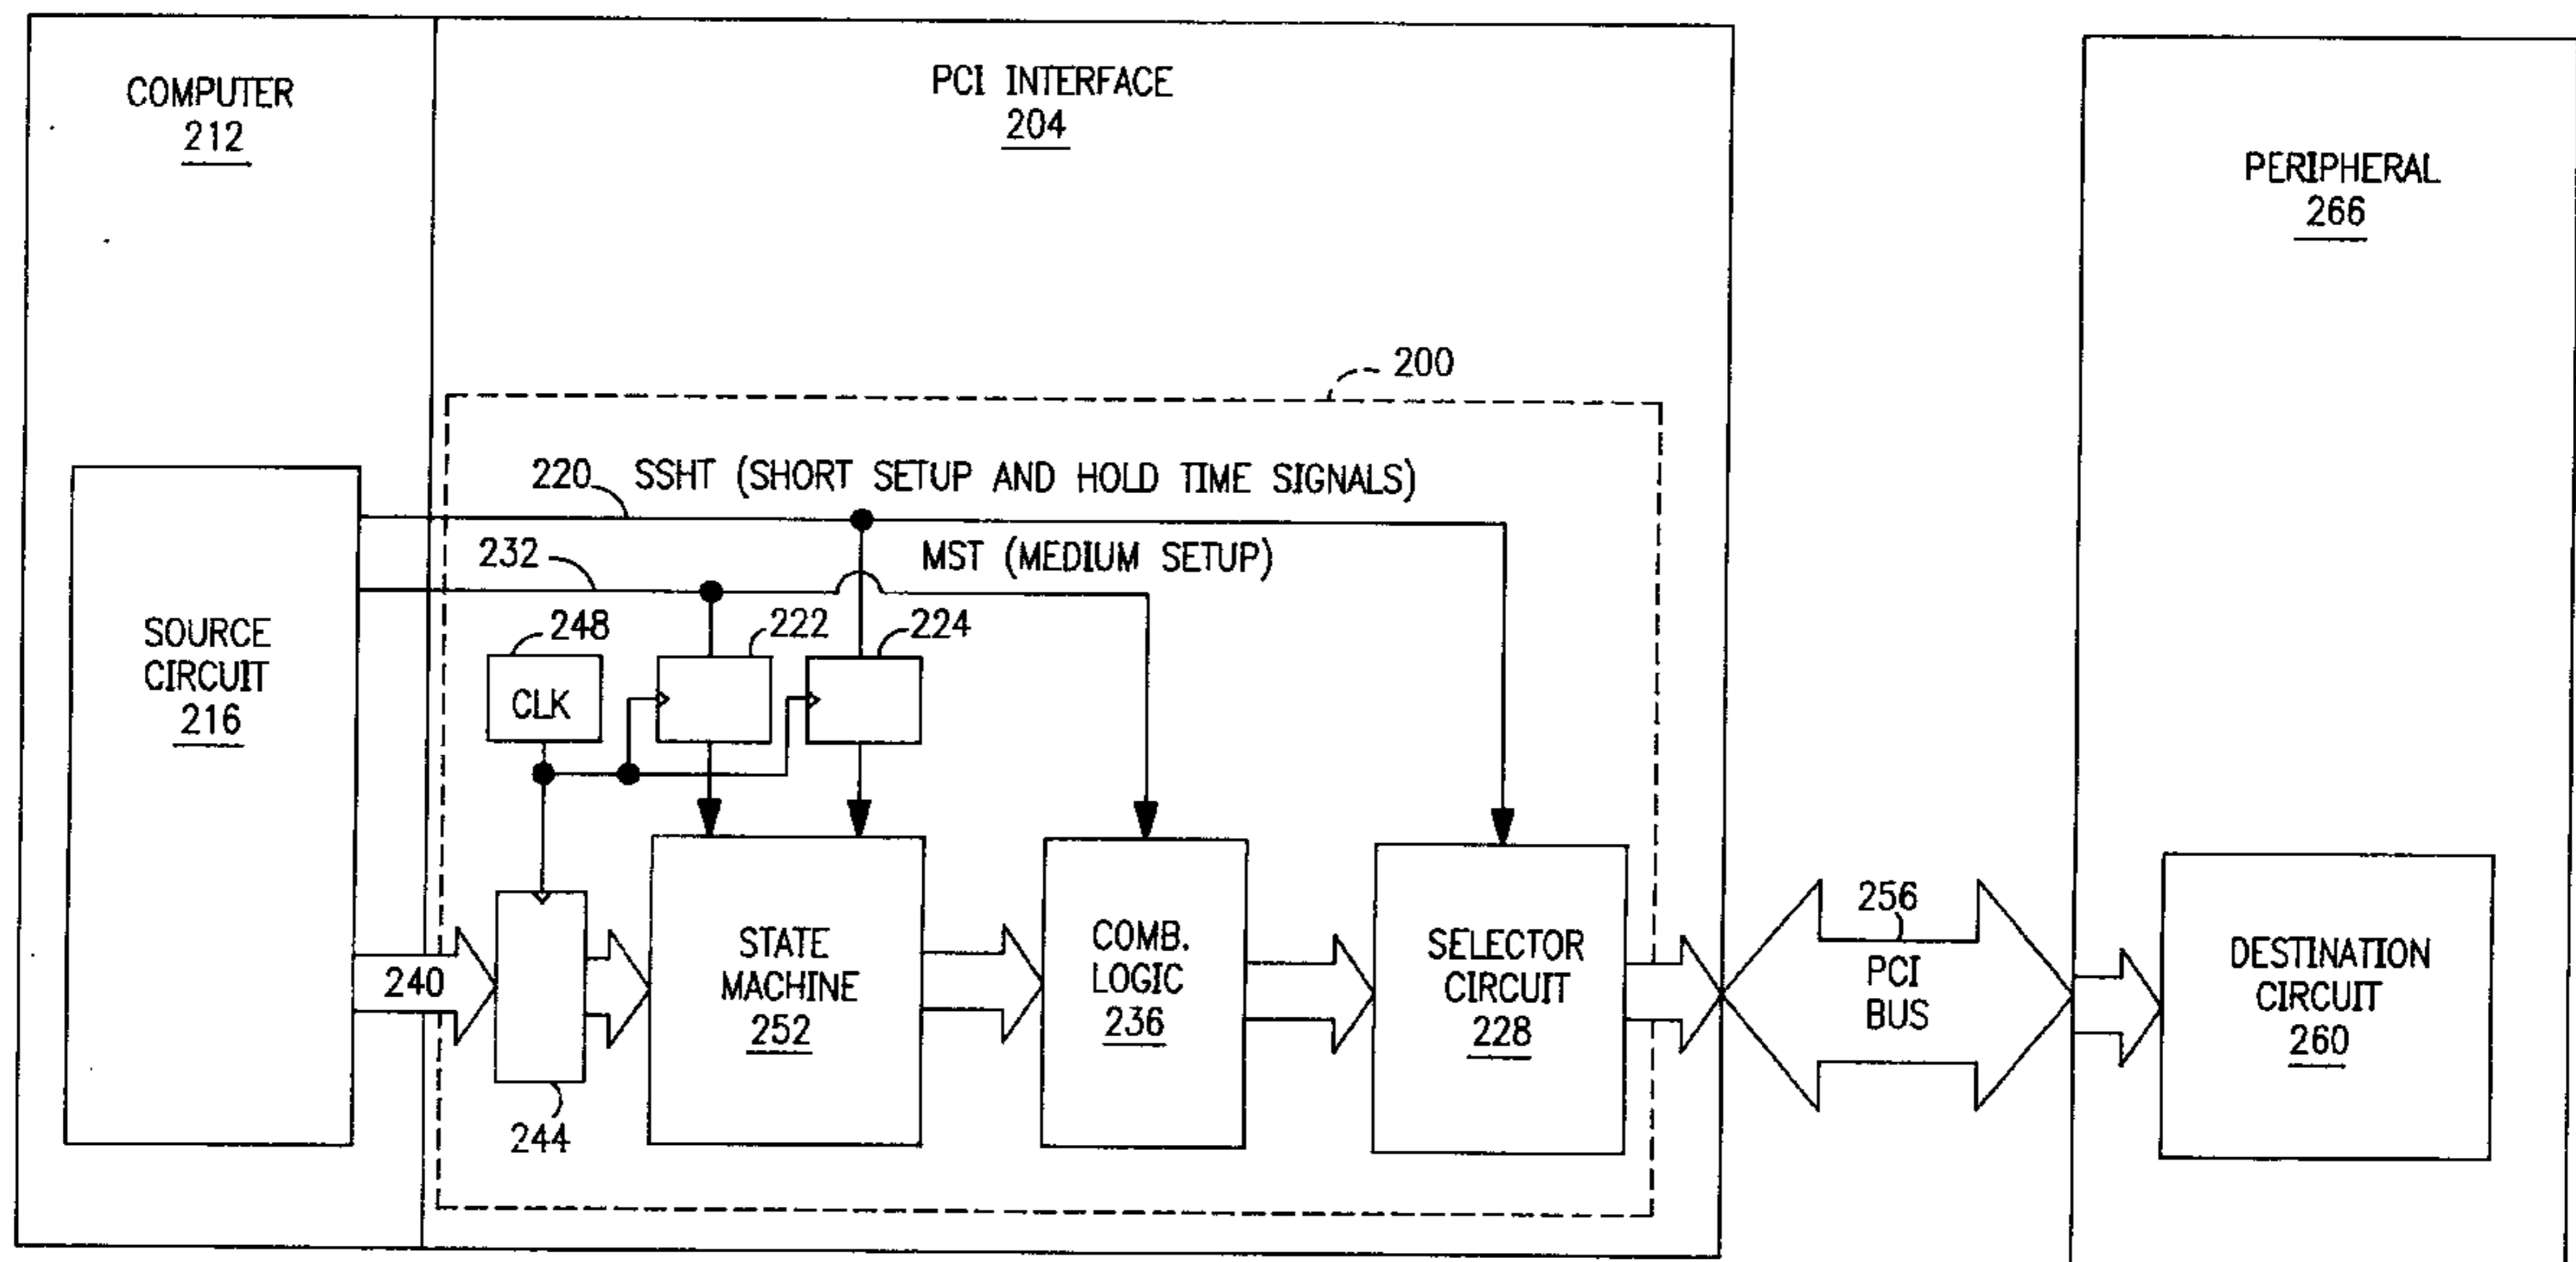 COMPUTER
212
PCI INTERFACE
204
PERIPHERAL
266
200
220
SSHT (SHORT SETUP AND HOLD TIME SIGNALS)
232
MST (MEDIUM SETUP)
SOURCE
CIRCUIT
216
248
222
224
CLK
240
244
STATE
MACHINE
252
COMB.
LOGIC
236
SELECTOR
CIRCUIT
228
256
PCI
BUS
DESTINATION
CIRCUIT
260